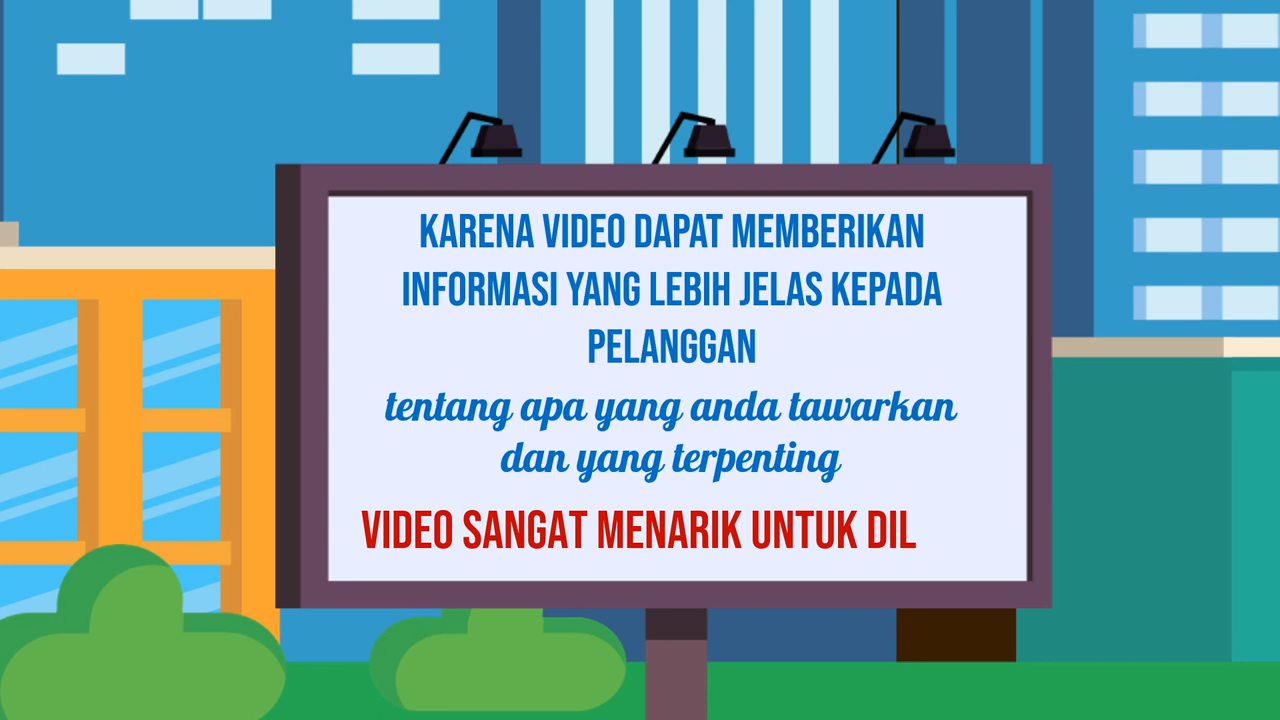 KARENA VIDEO DAPAT MEMBERIKAN
INFORMASI YANG LEBIH JELAS KEPADA
PELANGGAN
tentang apa yang anda tawarkan
dan yang terpenting
VIDEO SANGAT MENARIK UNTUK DIL